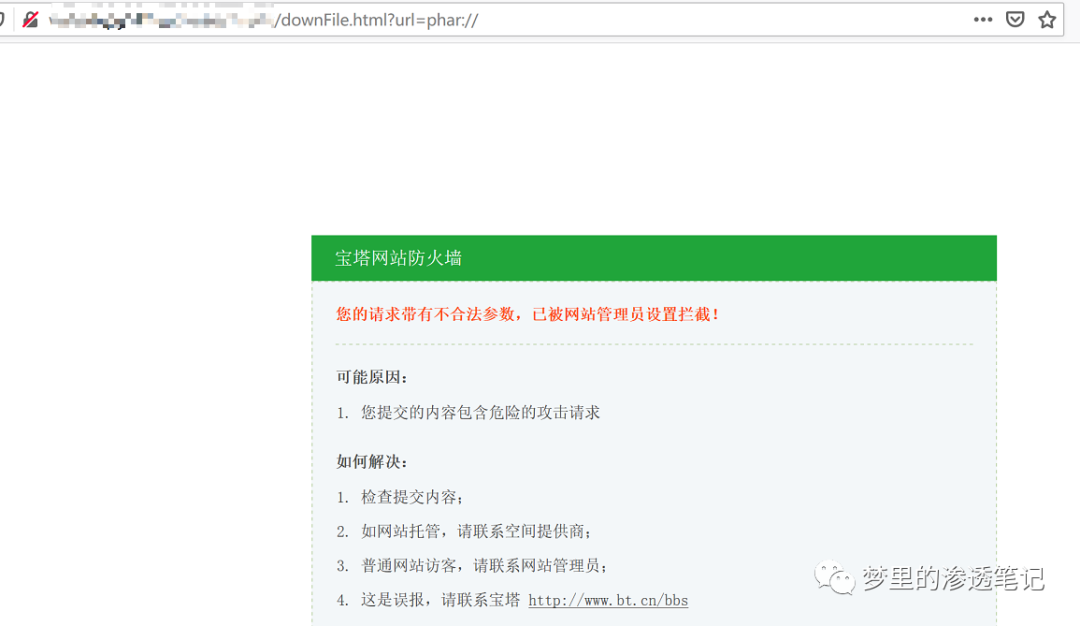 /downFile.html?url=phar://
宝塔网站防火墙
您的请求带有不合法参数，已被网站管理员设置拦截！
可能原因：
1. 您提交的内容包含危险的攻击请求
如何解决：
1. 检查提交内容；
2. 如网站托管，请联系空间提供商；
3. 普通网站访客，请联系网站管理员；
4. 这是误报，请联系宝塔 http://www.bt.cn/bbs
梦里的渗透笔记